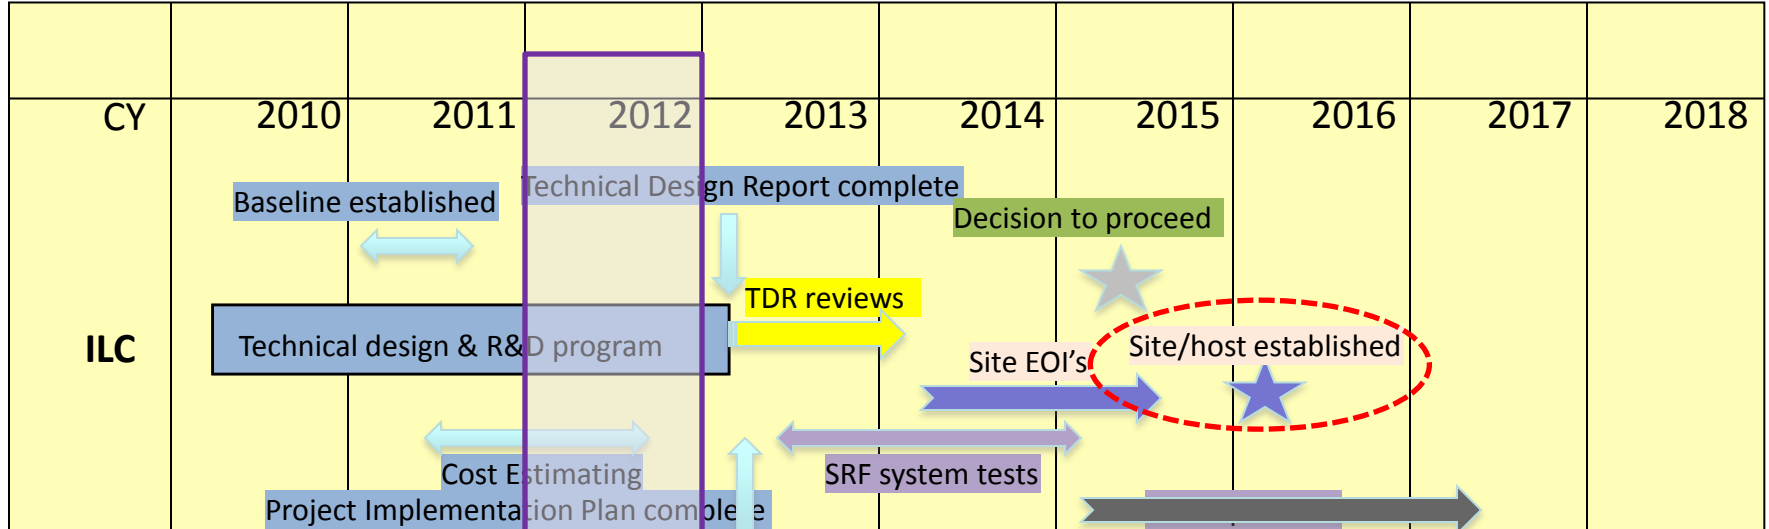 CY 2010 2011 2012 2013 2014 2015 2016 2017 2018
Technical Design Report complete
Baseline established
Decision to proceed
TDR reviews
ILC
Technical design & R&D program
Site/host established
Site EOI's
Cost Estimating
SRF system tests
Project Implementation Plan complete